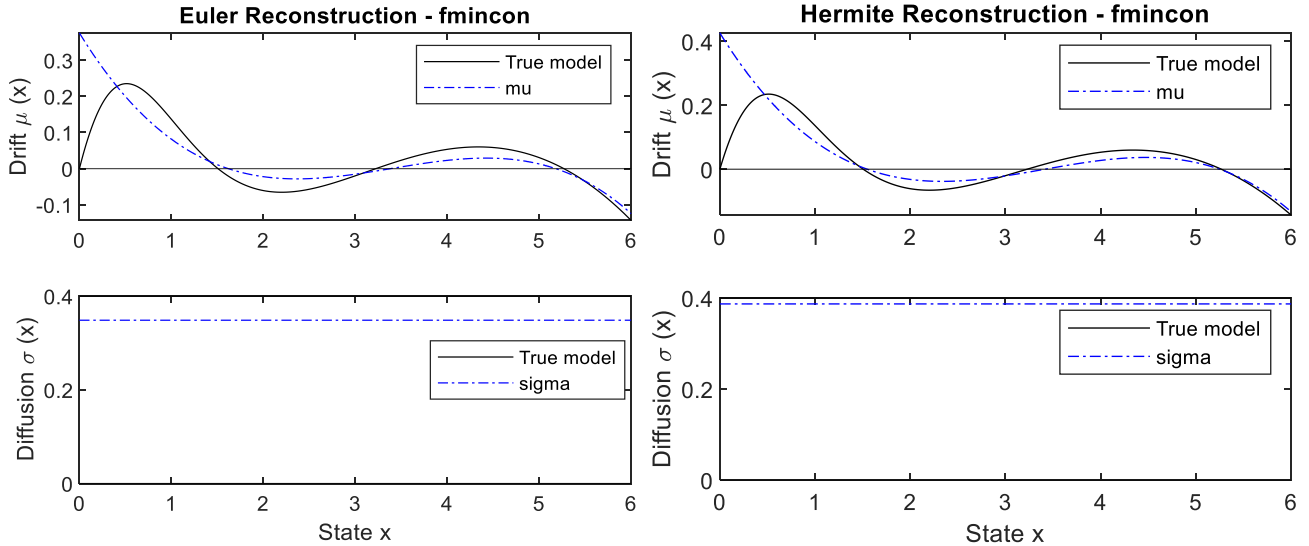 Euler Reconstruction - fmincon
Drift μ (x)
0.3
0.2
0.1
0
-0.1
True model
mu
0 1 2 3 4 5 6
Diffusion σ (x)
0.4
0.2
0
True model
sigma
0 1 2 3 4 5 6
State x
Hermite Reconstruction - fmincon
Drift μ (x)
0.4
0.2
0
True model
mu
0 1 2 3 4 5 6
Diffusion σ (x)
0.4
0.2
0
True model
sigma
0 1 2 3 4 5 6
State x